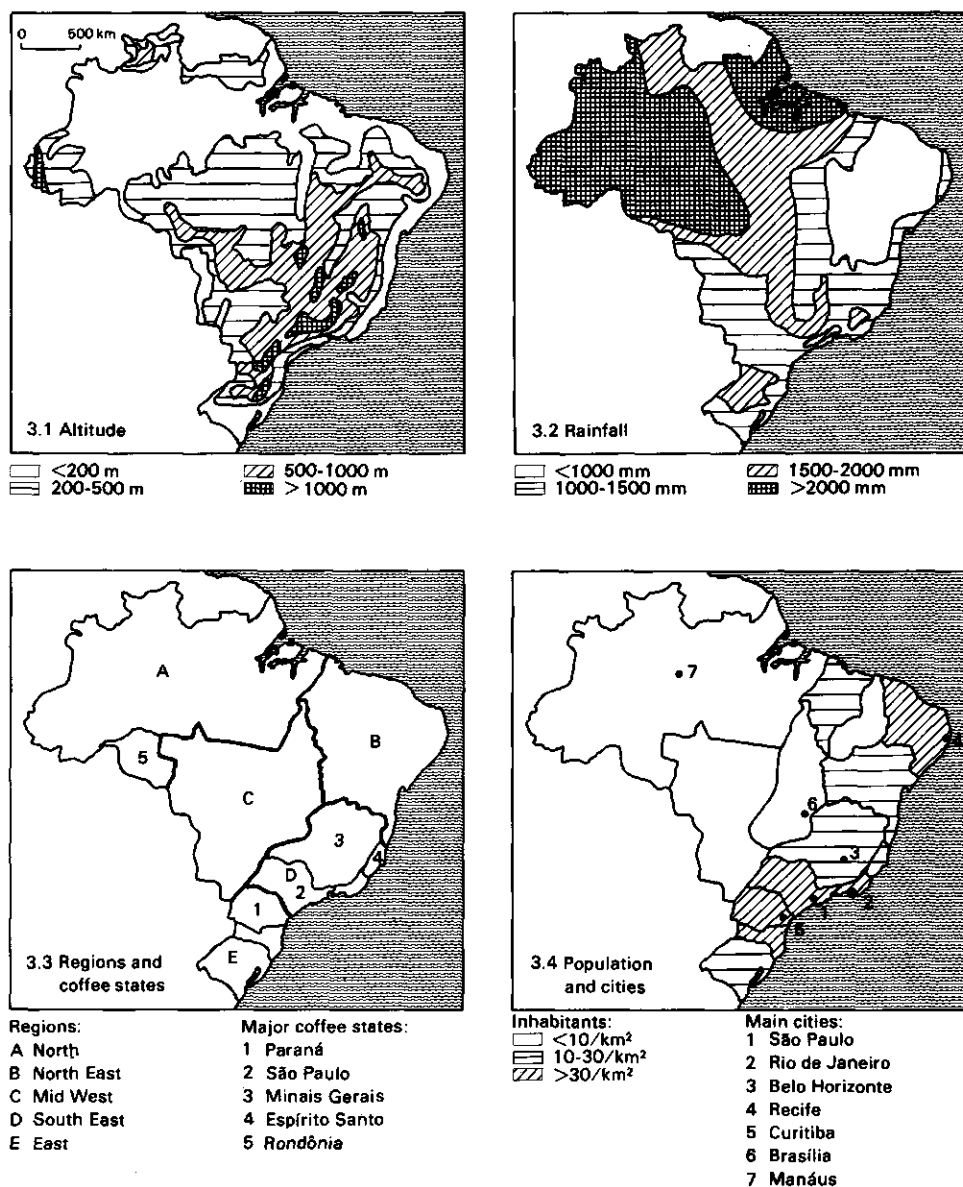 0 500 km
3.1 Altitude
<200 m
500-1000 m
200-500 m
> 1000 m
3.2 Rainfall
<1000 mm
1500-2000 mm
1000-1500 mm
>2000 mm
A
B
5
C
3
4
D
2
1
E
3.3 Regions and
coffee states
Regions:
A North
B North East
C Mid West
D South East
E East
Major coffee states:
1 Paraná
2 São Paulo
3 Minais Gerais
4 Espírito Santo
5 Rondônia
7
4
6
3
2
1
5
3.4 Population
and cities
Inhabitants:
<10/km²
10-30/km²
>30/km²
Main cities:
1 São Paulo
2 Rio de Janeiro
3 Belo Horizonte
4 Recife
5 Curitiba
6 Brasília
7 Manáus